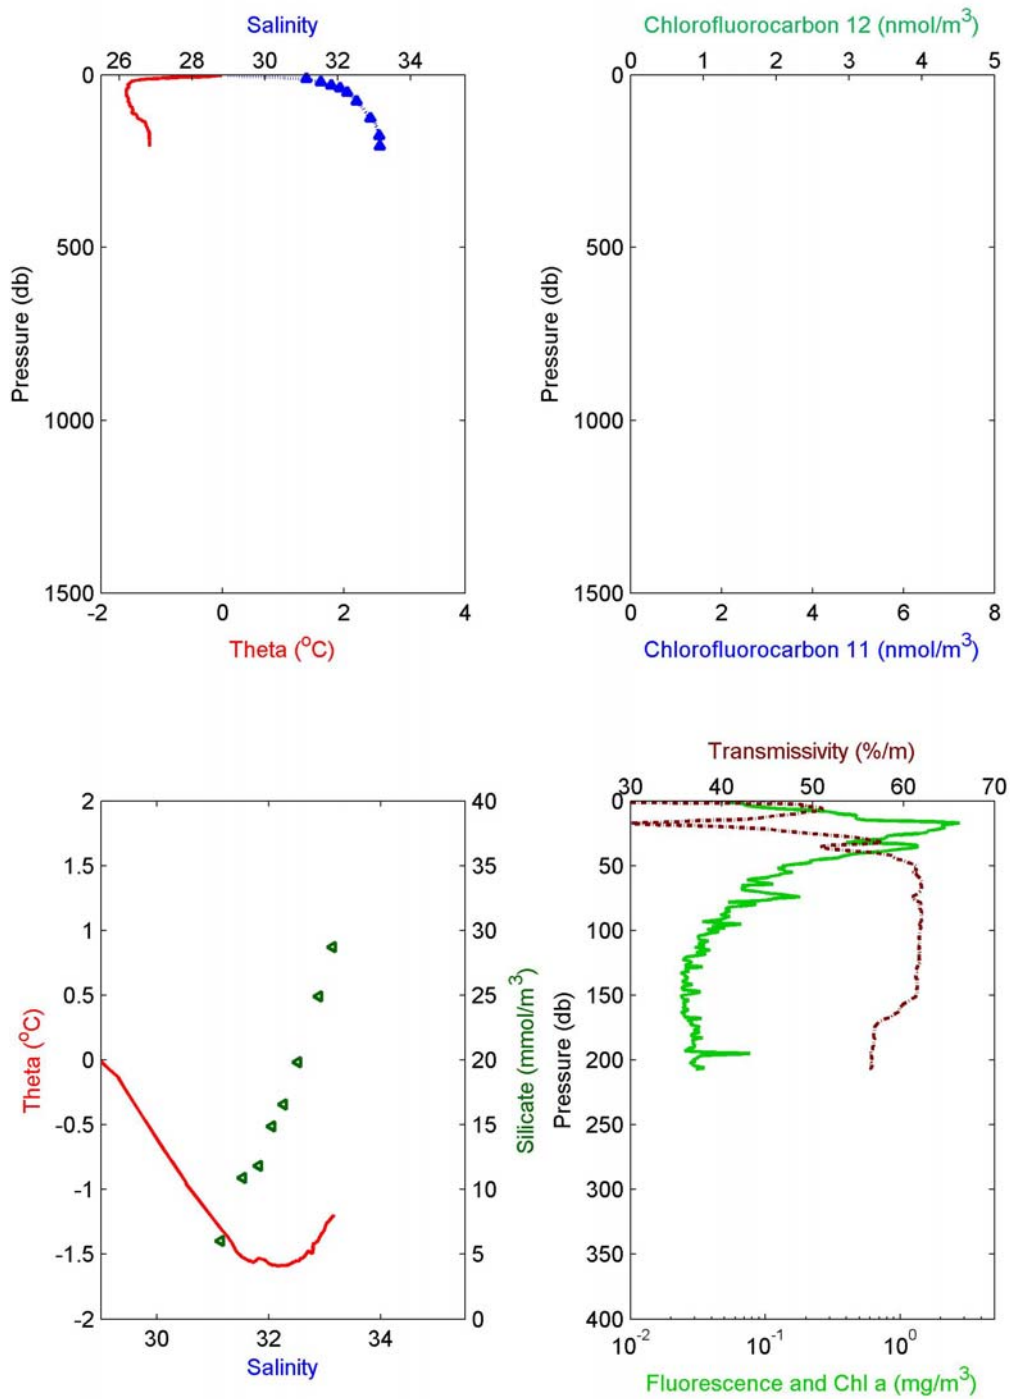 Salinity
26 28 30 32 34
0
500
1000
1500
Pressure (db)
-2 0 2 4
Theta (°C)
Chlorofluorocarbon 12 (nmol/m³)
0 1 2 3 4 5
0
500
1000
1500
Pressure (db)
0 2 4 6 8
Chlorofluorocarbon 11 (nmol/m³)
2
1.5
1
0.5
0
-0.5
-1
-1.5
-2
Theta (°C)
30 32 34
Salinity
40
35
30
25
20
15
10
5
0
Silicate (mmol/m³)
Transmissivity (%/m)
30 40 50 60 70
0
50
100
150
200
250
300
350
400
Pressure (db)
10⁻² 10⁻¹ 10⁰
Fluorescence and Chl a (mg/m³)